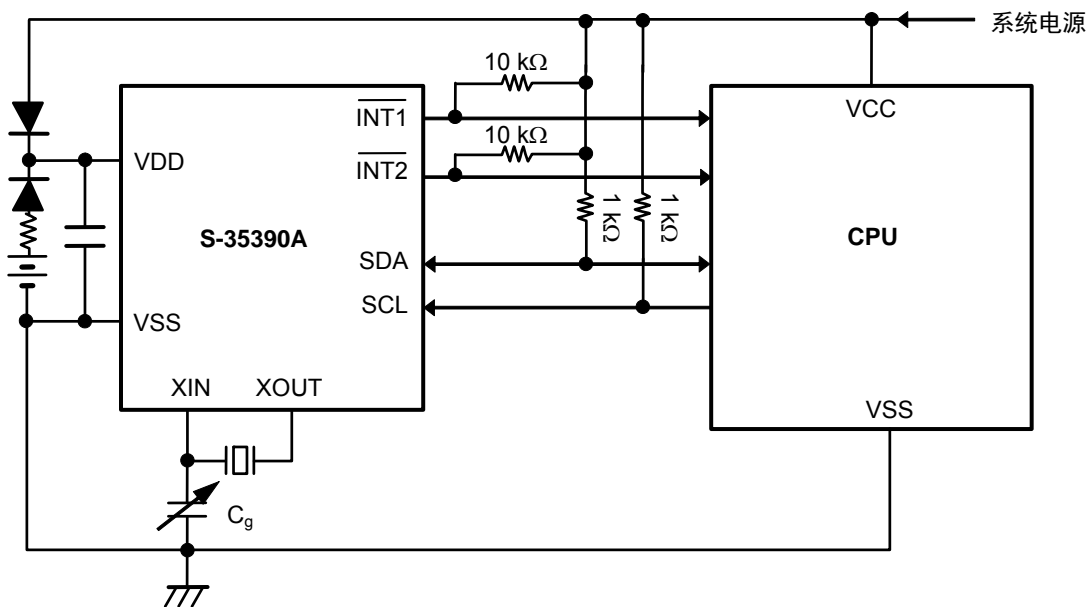 系统电源
10 kΩ
INT1
VCC
10 kΩ
VDD
INT2
S-35390A
1 kΩ
1 kΩ
CPU
SDA
SCL
VSS
XIN
XOUT
VSS
Cg